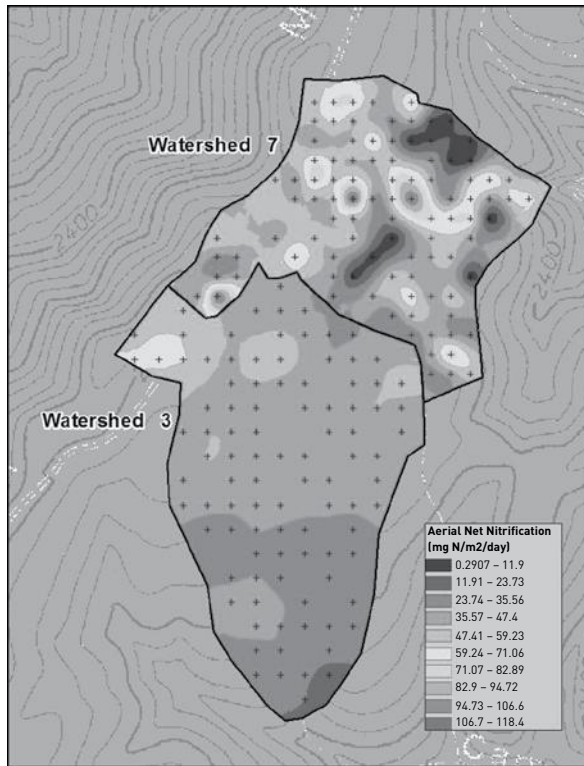 Watershed 7
2400
2400
Watershed 3
Aerial Net Nitrification
(mg N/m2/day)
0.2907 – 11.9
11.91 – 23.73
23.74 – 35.56
35.57 – 47.4
47.41 – 59.23
59.24 – 71.06
71.07 – 82.89
82.9 – 94.72
94.73 – 106.6
106.7 – 118.4